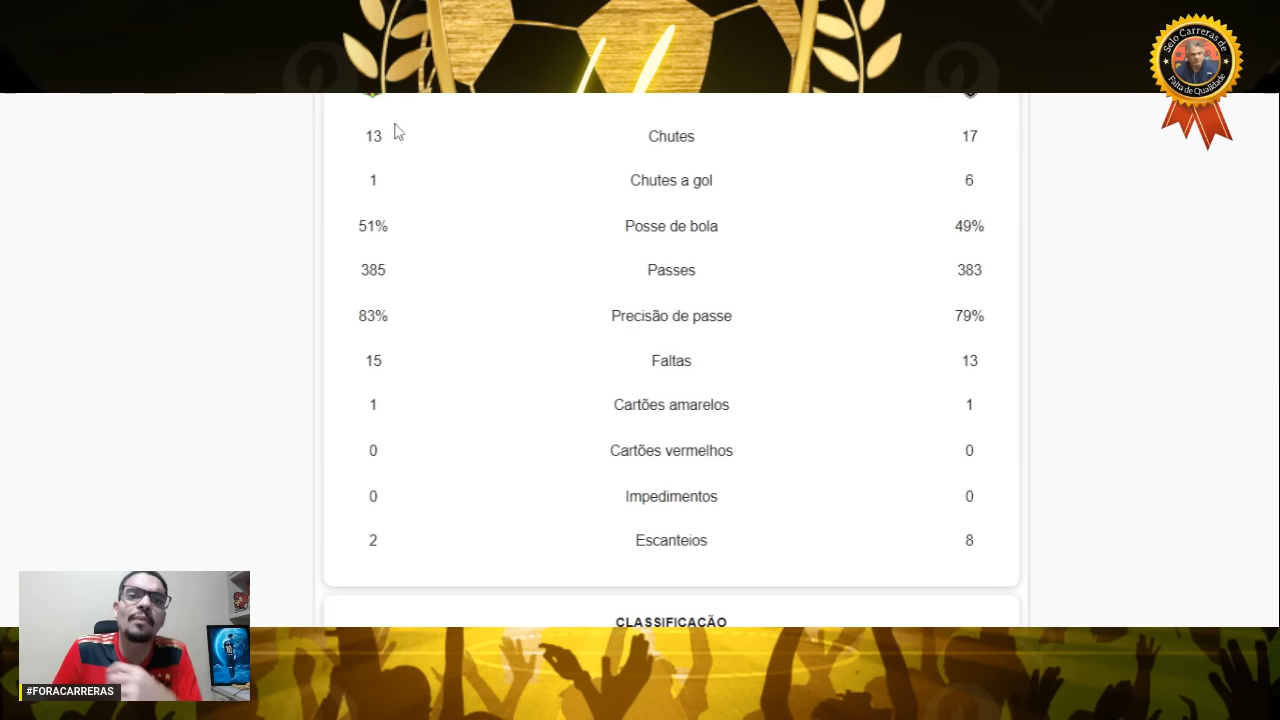 Selo Carreras de
Falta de Qualidade
13 Chutes 17
1 Chutes a gol 6
51% Posse de bola 49%
385 Passes 383
83% Precisão de passe 79%
15 Faltas 13
1 Cartões amarelos 1
0 Cartões vermelhos 0
0 Impedimentos 0
2 Escanteios 8
CLASSIFICAÇÃO
10
#FORACARRERAS